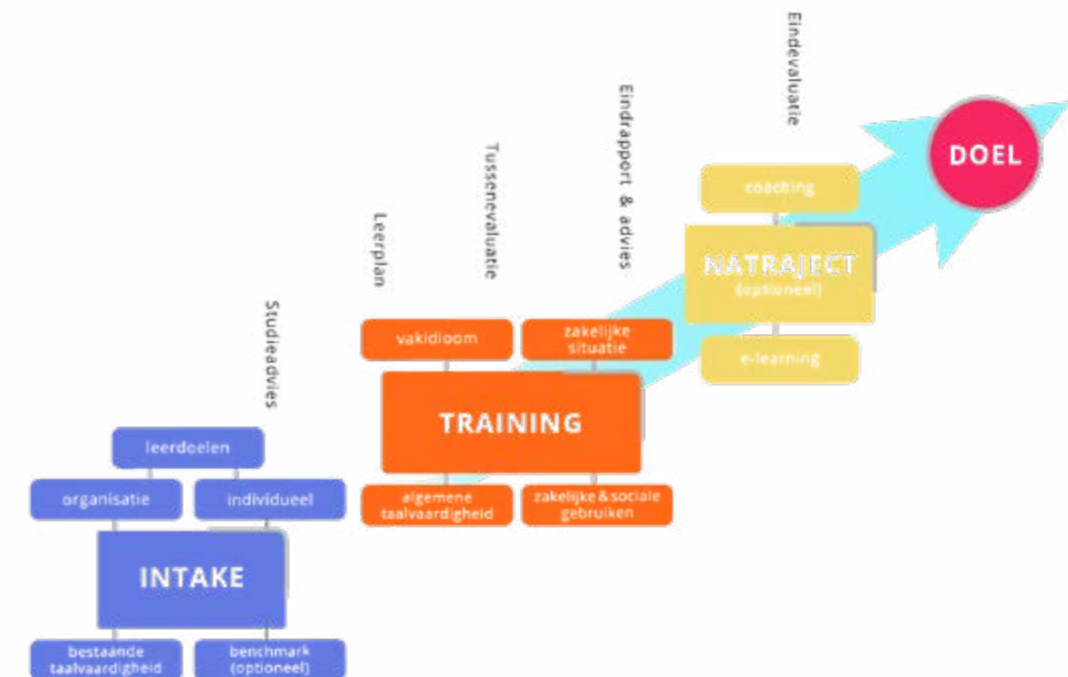 Eindevaluatie
Eindrapport & advies
Tussenevaluatie
Leerplan
Studieadvies
DOEL
coaching
NATRAJECT
(optioneel)
e-learning
vakidioom
zakelijke
situatie
TRAINING
algemene
taalvaardigheid
zakelijke & sociale
gebruiken
leerdoelen
organisatie
individueel
INTAKE
bestaande
taalvaardigheid
benchmark
(optioneel)